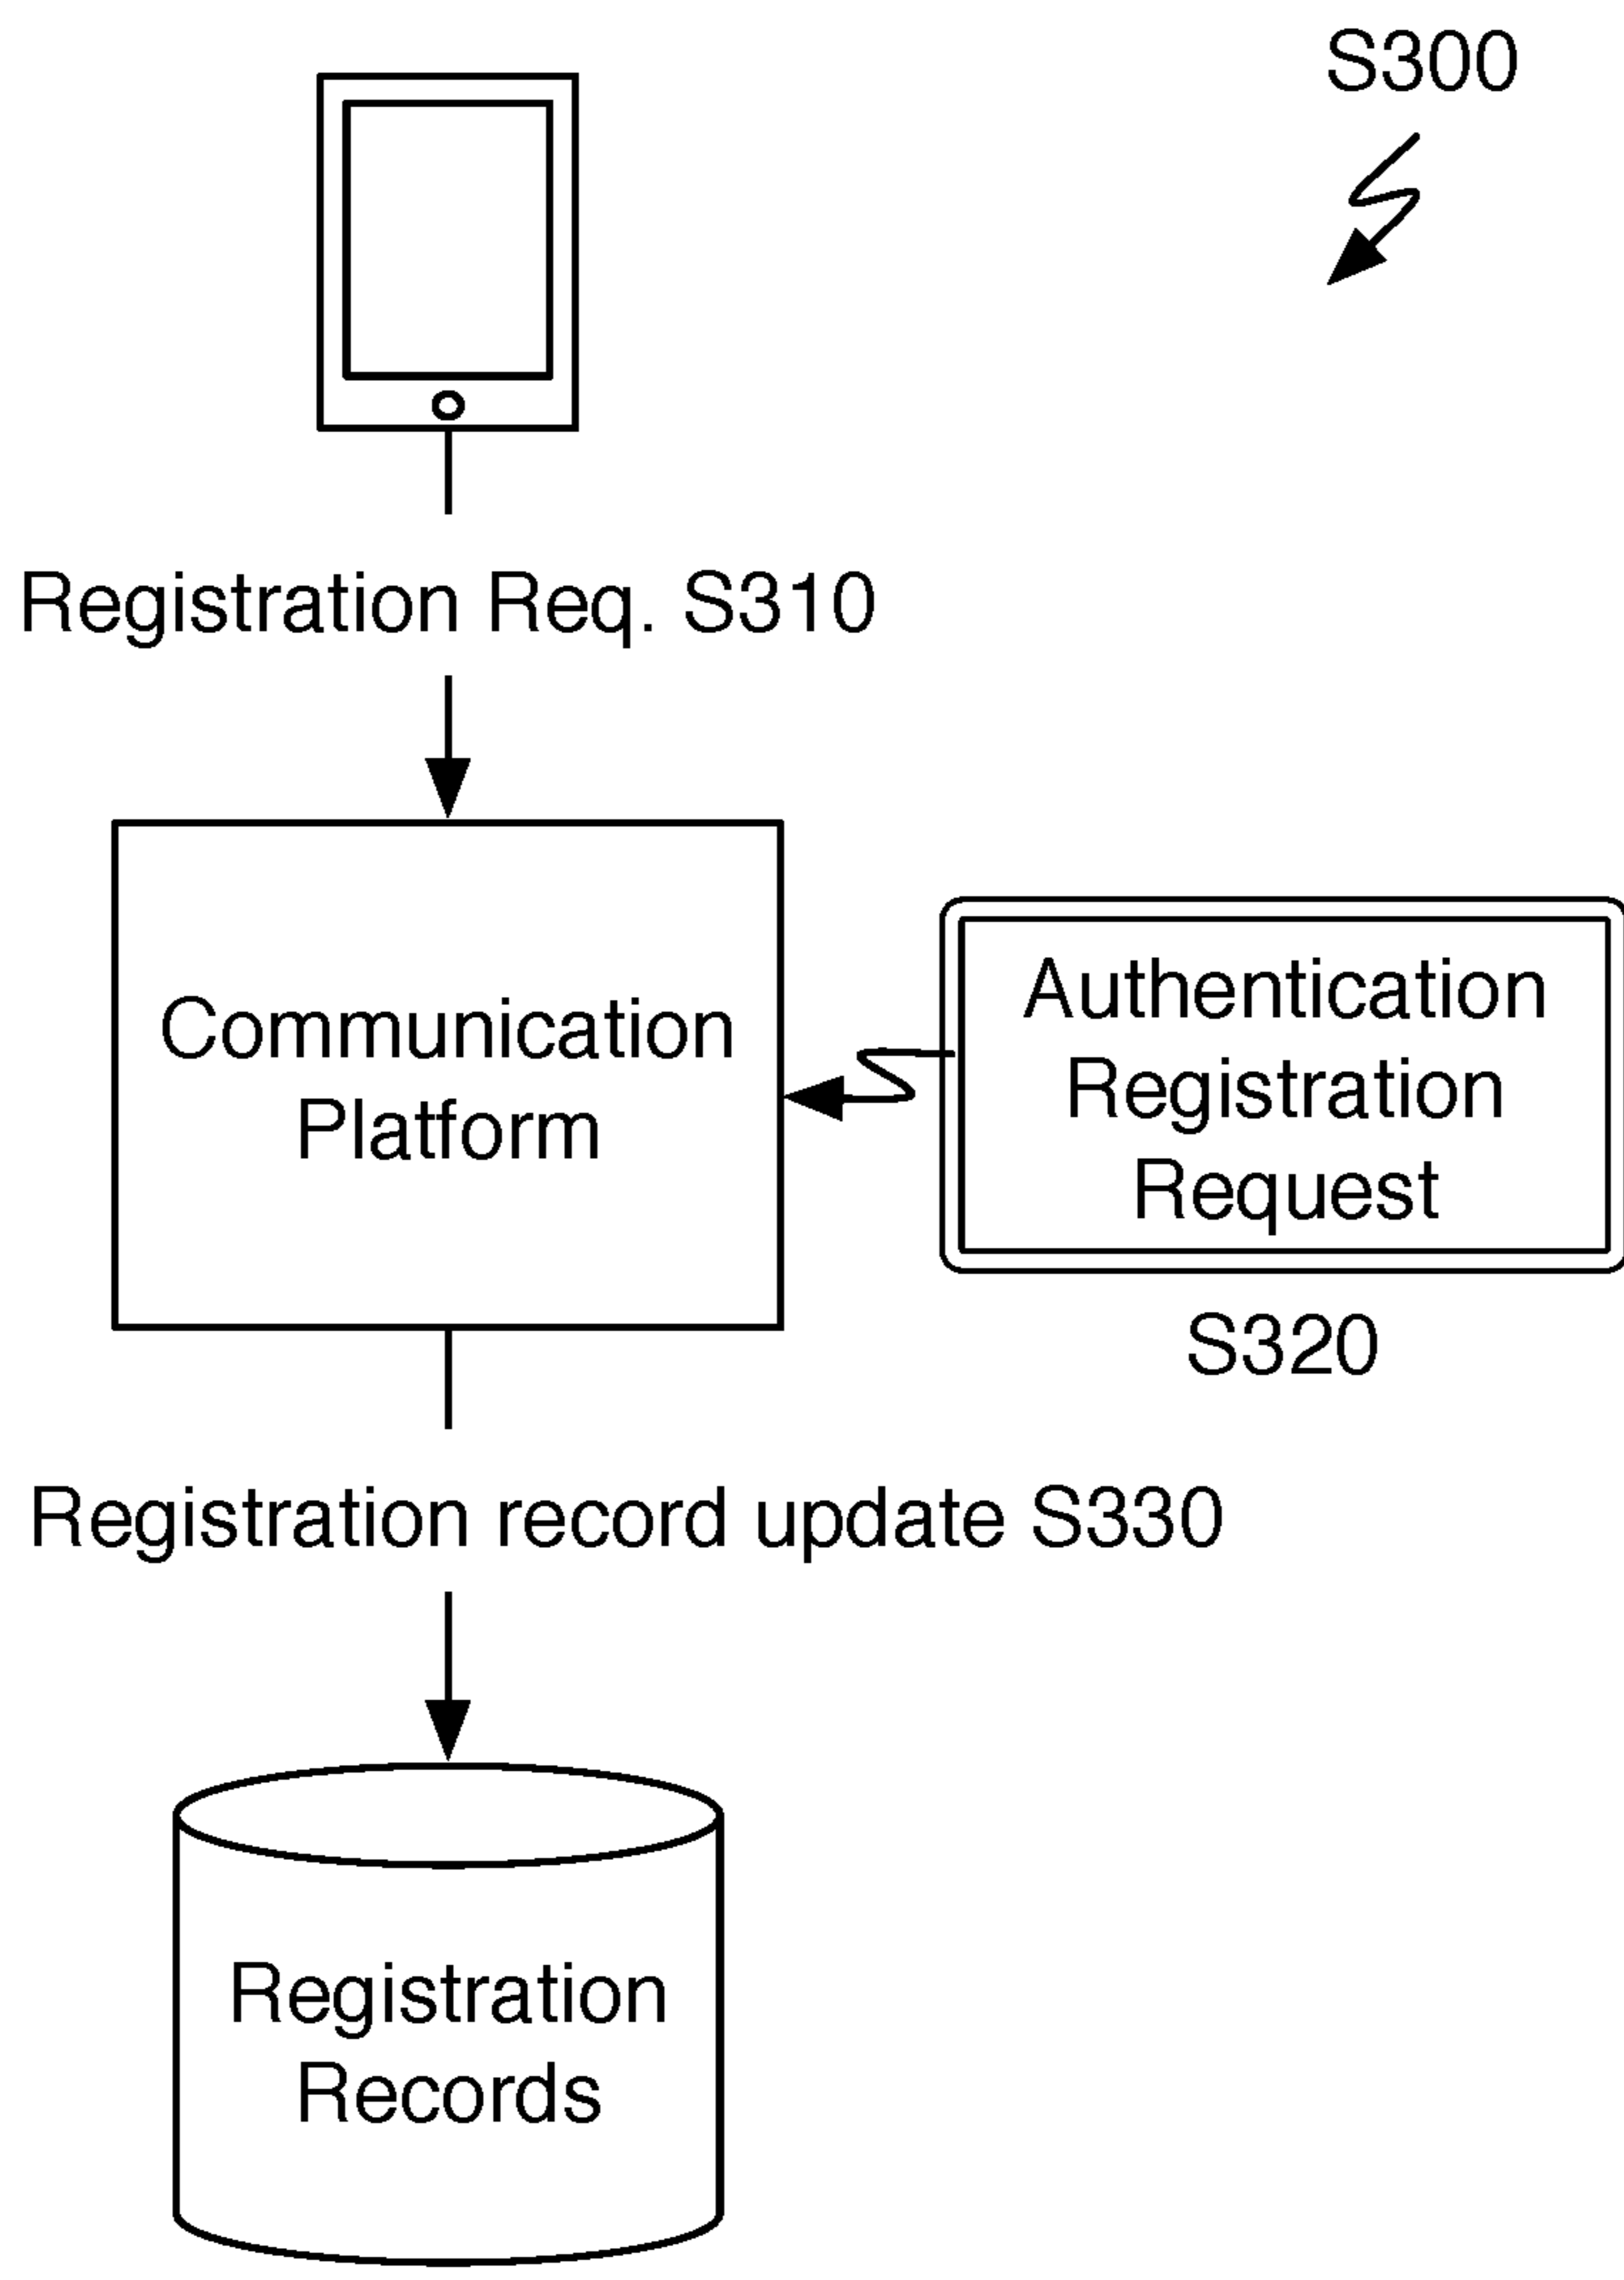 S300
Registration Req. S310
Communication
Platform
Authentication
Registration
Request
S320
Registration record update S330
Registration
Records